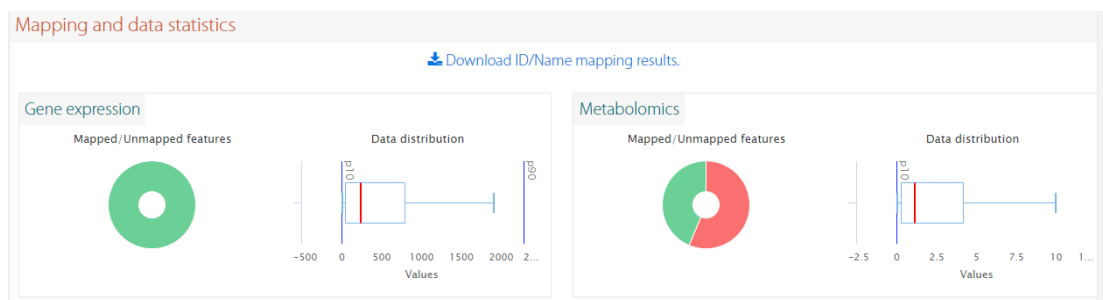 Mapping and data statistics
Download ID/Name mapping results.
Gene expression
Mapped/Unmapped features
Data distribution
p10
p90
-500 0 500 1000 1500 2000 2...
Values
Metabolomics
Mapped/Unmapped features
Data distribution
p10
-2.5 0 2.5 5 7.5 10 1...
Values